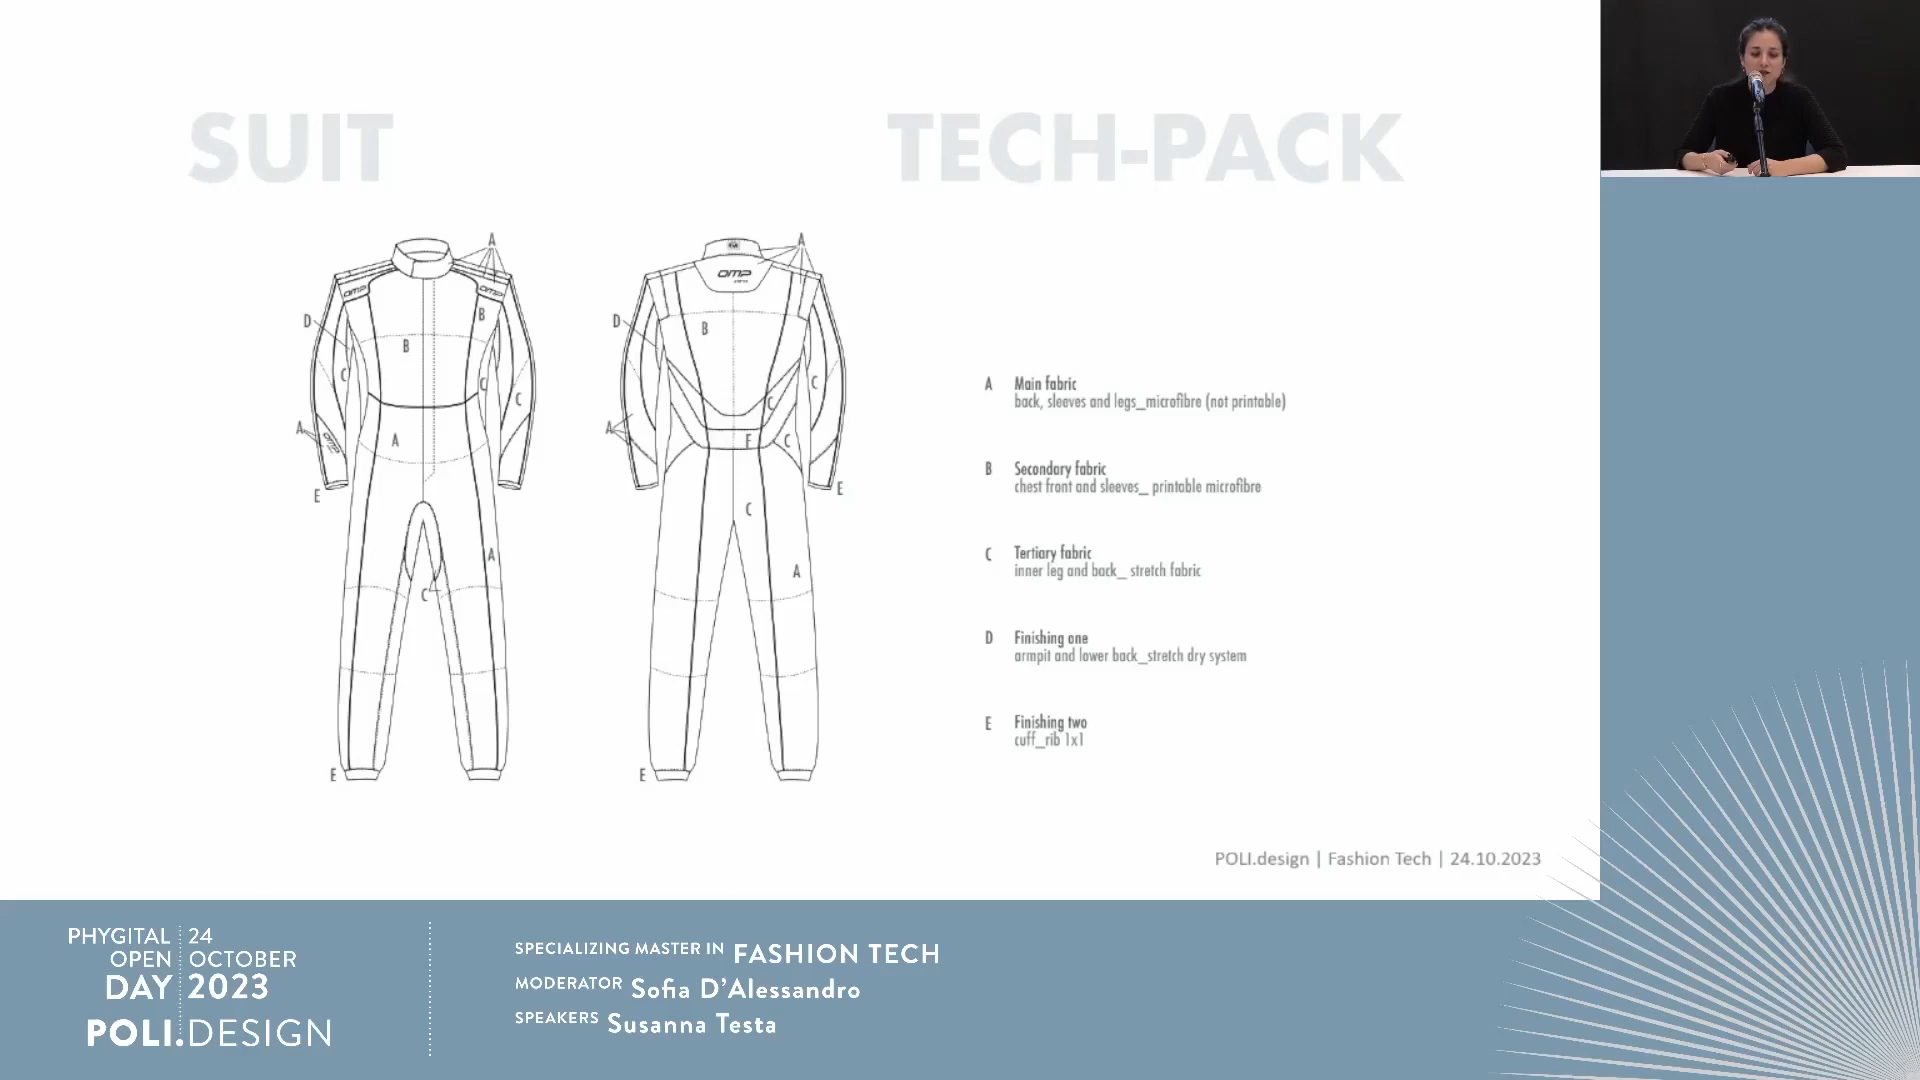 SUIT
TECH-PACK
A
A
OMP
OMP
OMP
D
B
B
D
B
C
C
C
C
C
A
OMP
A
A
F
C
E
E
C
A
A
C
E
E
A Main fabric
back, sleeves and legs_microfibre (not printable)
B Secondary fabric
chest front and sleeves_ printable microfibre
C Tertiary fabric
inner leg and back_ stretch fabric
D Finishing one
armpit and lower back_stretch dry system
E Finishing two
cuff_rib 1x1
POLI.design | Fashion Tech | 24.10.2023
PHYGITAL 24
OPEN OCTOBER
DAY 2023
POLI.DESIGN
SPECIALIZING MASTER IN FASHION TECH
MODERATOR Sofia D'Alessandro
SPEAKERS Susanna Testa